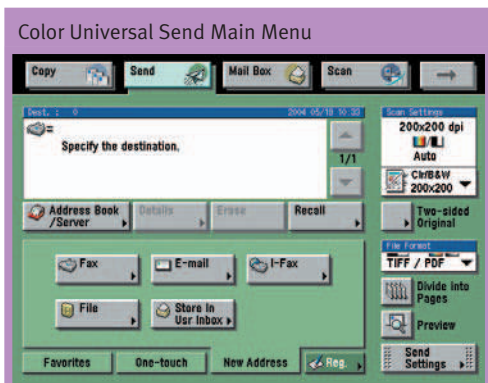 Color Universal Send Main Menu
Copy
Send
Mail Box
Scan
Dest. : 0
2004 05/18 10:33
Specify the destination.
1/1
Address Book
/Server
Details
Erase
Recall
Fax
E-mail
I-Fax
File
Store In
Usr Inbox
Favorites
One-touch
New Address
Reg.
Scan Settings
200x200 dpi
Auto
Clr/B&W
200x200
Two-sided
Original
File Format
TIFF / PDF
Divide into
Pages
Preview
Send
Settings